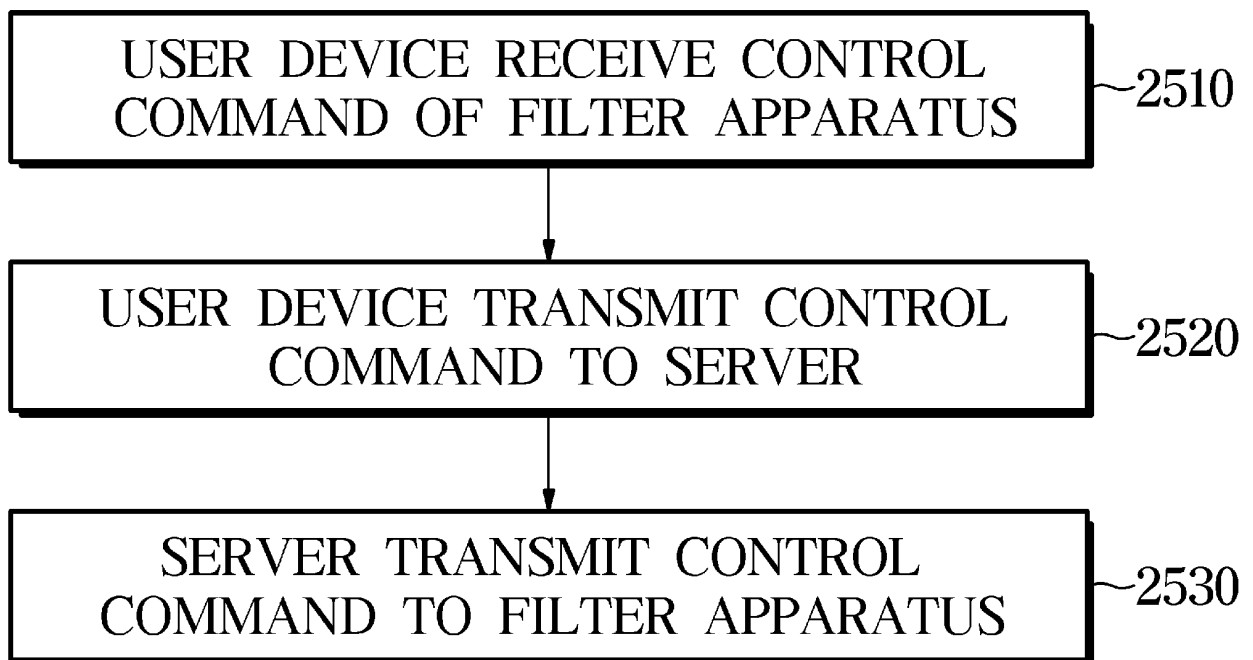 USER DEVICE RECEIVE CONTROL
COMMAND OF FILTER APPARATUS
2510
USER DEVICE TRANSMIT CONTROL
COMMAND TO SERVER
2520
SERVER TRANSMIT CONTROL
COMMAND TO FILTER APPARATUS
2530